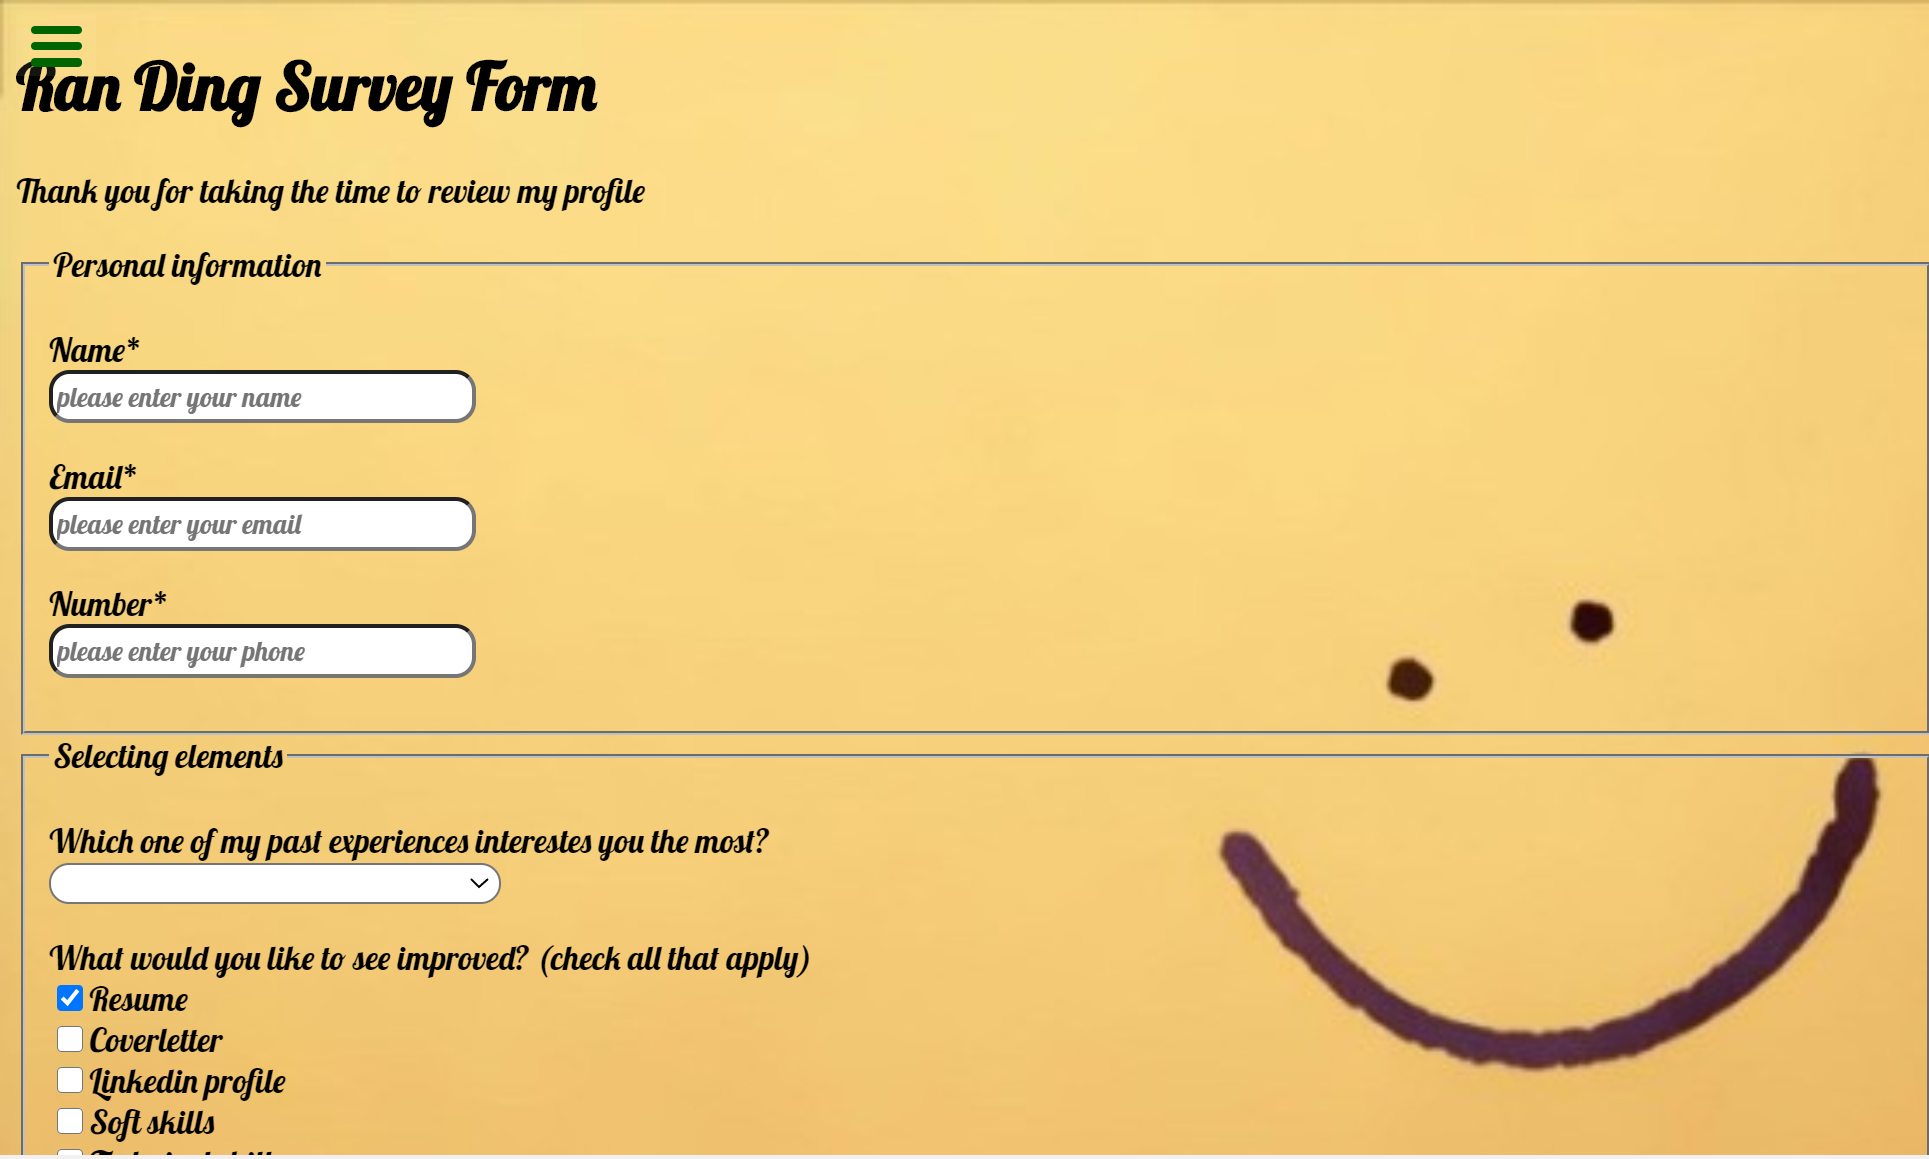 Ran Ding Survey Form
Thank you for taking the time to review my profile
Personal information
Name*
please enter your name
Email*
please enter your email
Number*
please enter your phone
Selecting elements
Which one of my past experiences interestes you the most?
What would you like to see improved? (check all that apply)
Resume
Coverletter
Linkedin profile
Soft skills